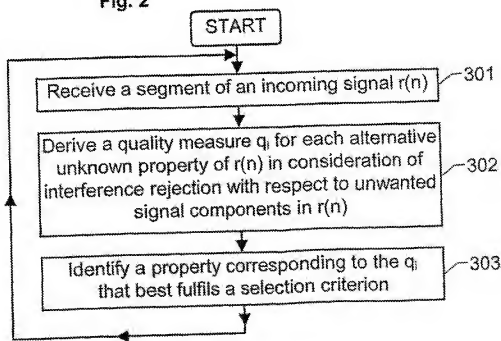 Fig. 2
START
Receive a segment of an incoming signal r(n)
301
Derive a quality measure qi for each alternative
unknown property of r(n) in consideration of
interference rejection with respect to unwanted
signal components in r(n)
302
Identify a property corresponding to the qi
that best fulfils a selection criterion
303